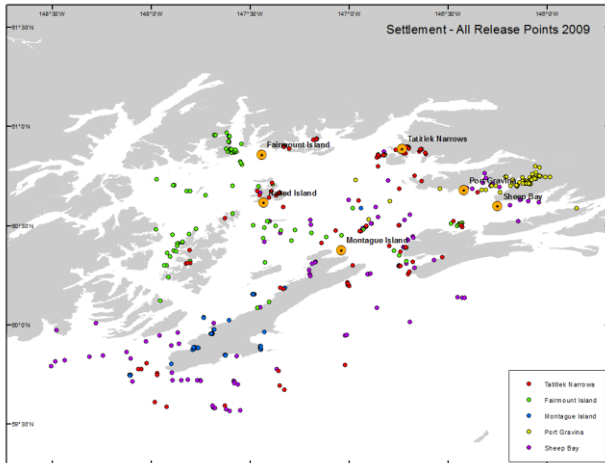 148°30'W 148°0'W 147°30'W 147°0'W 146°30'W 146°0'W
61°30'N
Settlement - All Release Points 2009
61°0'N
Tatitlek Narrows
Fairmount Island
Port Gravina
Naked Island
Sheep Bay
60°30'N
Montague Island
60°0'N
59°30'N
Tatitlek Narrows
Fairmount Island
Montague Island
Port Gravina
Sheep Bay